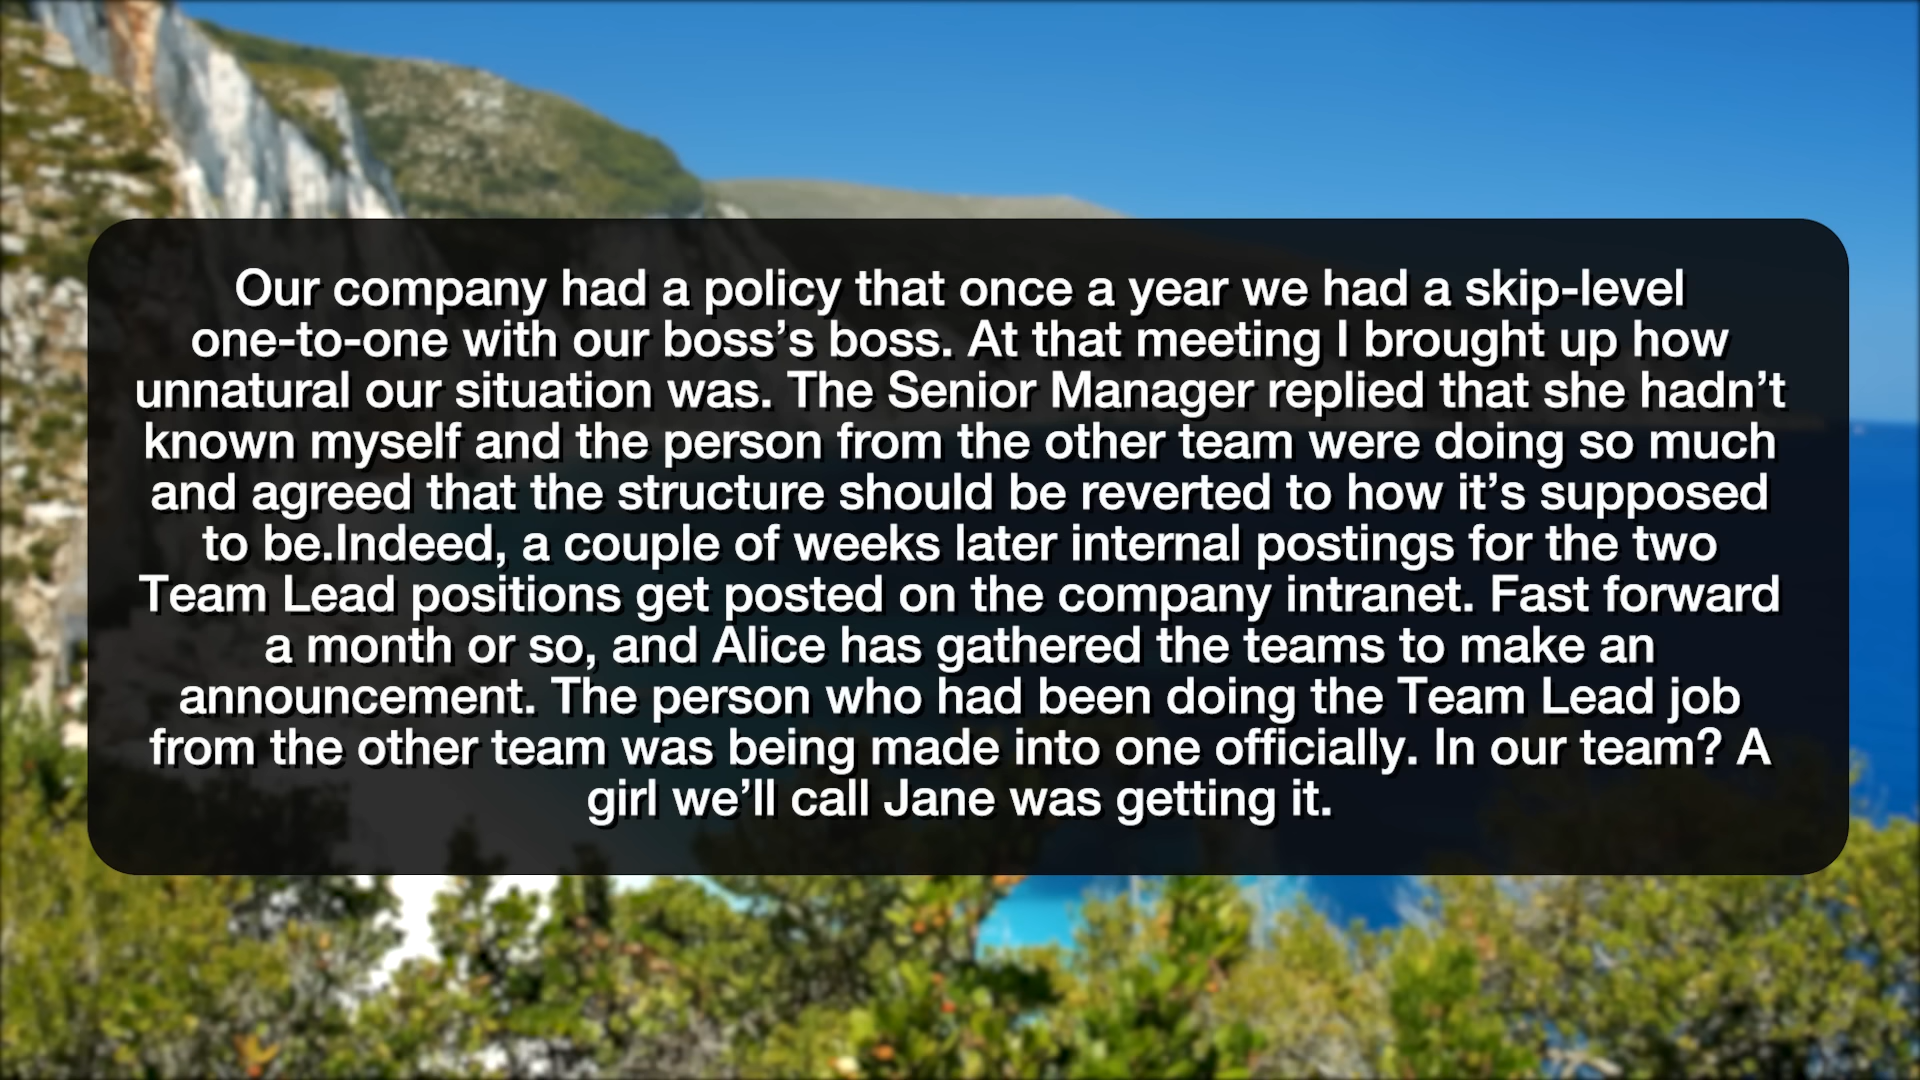 Our company had a policy that once a year we had a skip-level
one-to-one with our boss’s boss. At that meeting I brought up how
unnatural our situation was. The Senior Manager replied that she hadn’t
known myself and the person from the other team were doing so much
and agreed that the structure should be reverted to how it’s supposed
to be.Indeed, a couple of weeks later internal postings for the two
Team Lead positions get posted on the company intranet. Fast forward
a month or so, and Alice has gathered the teams to make an
announcement. The person who had been doing the Team Lead job
from the other team was being made into one officially. In our team? A
girl we’ll call Jane was getting it.